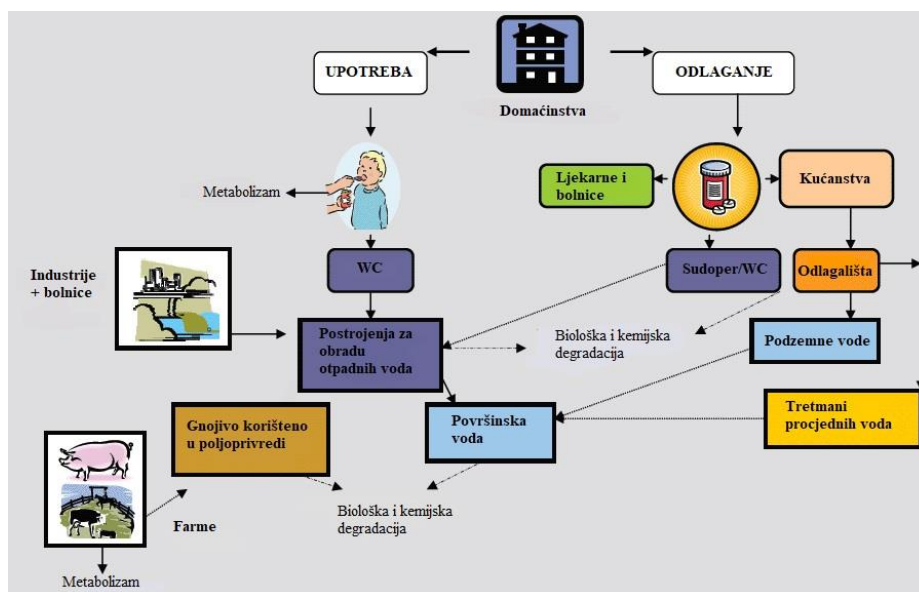 UPOTREBA
ODLAGANJE
Domaćinstva
Metabolizam
Ljekarne i
bolnice
Kućanstva
Industrije
+ bolnice
WC
Sudoper/WC
Odlagališta
Postrojenja za
obradu
otpadnih voda
Biološka i kemijska
degradacija
Podzemne vode
Gnojivo korišteno
u poljoprivredi
Površinska
voda
Tretmani
procjednih voda
Biološka i kemijska
degradacija
Farme
Metabolizam